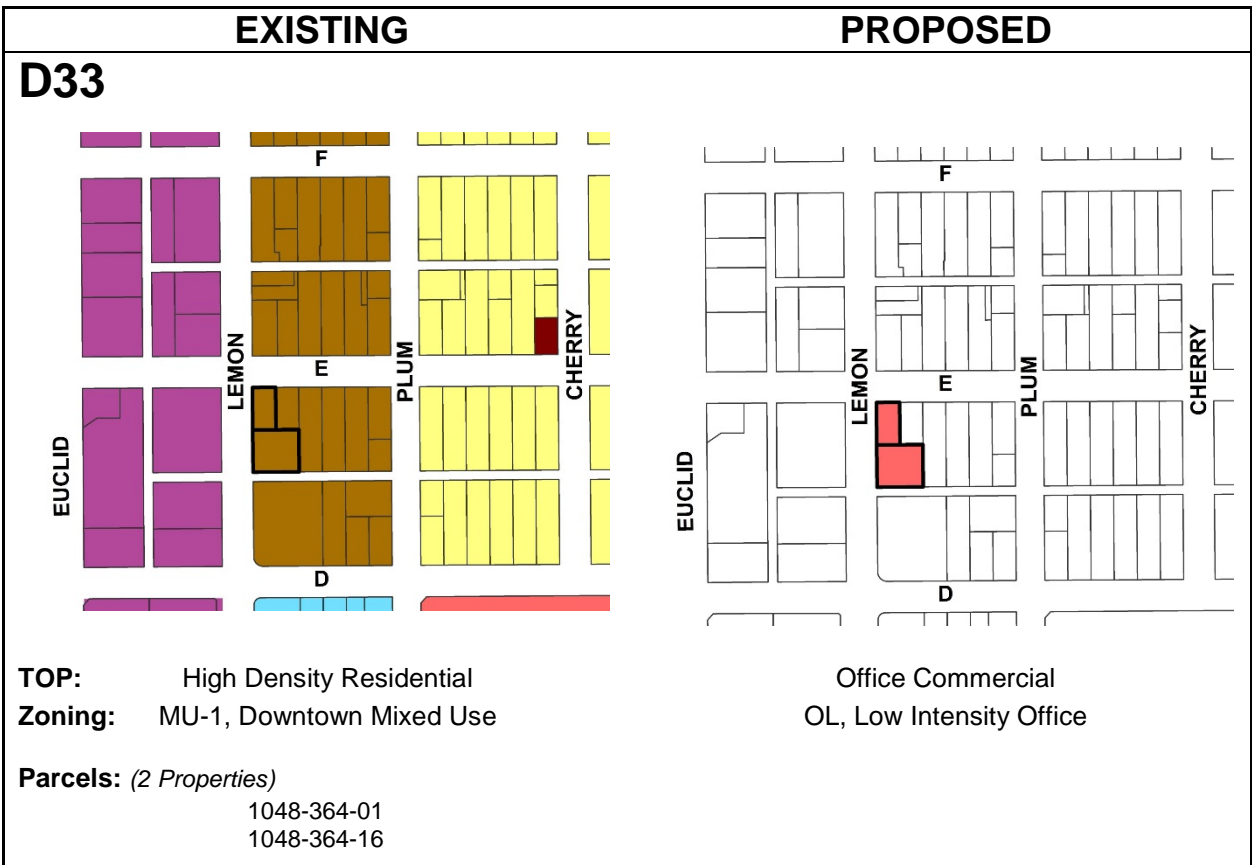 EXISTING PROPOSED
D33
F
LEMON
PLUM
CHERRY
E
EUCLID
D
F
LEMON
PLUM
CHERRY
E
EUCLID
D
TOP: High Density Residential Office Commercial
Zoning: MU-1, Downtown Mixed Use OL, Low Intensity Office
Parcels: (2 Properties)
1048-364-01
1048-364-16